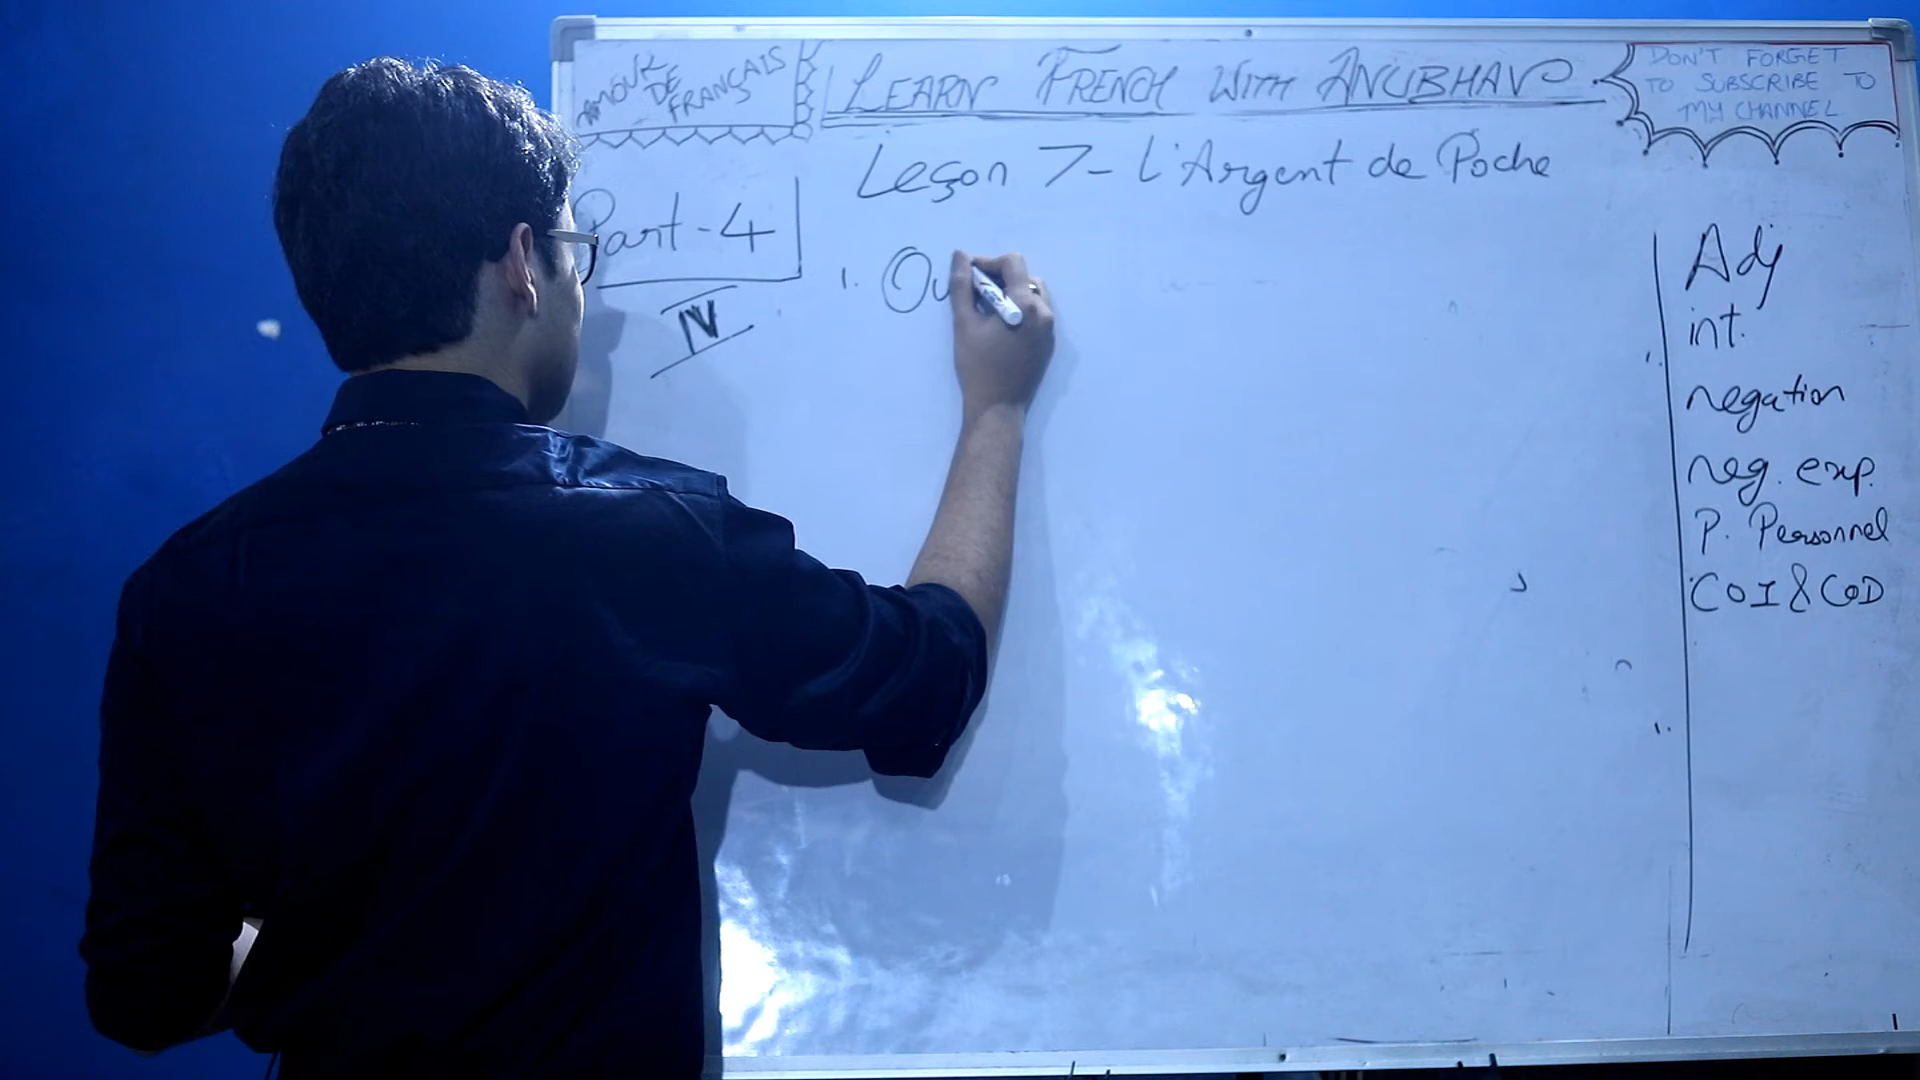 AMOUR
DE
FRANÇAIS
LEARN FRENCH WITH ANUBHAV
DON'T FORGET
TO SUBSCRIBE TO
MY CHANNEL
Leçon 7- L'Argent de Poche
Part-4
IV
1. Ou
Adj
int.
negation
neg. exp.
P. Personnel
COI & COD